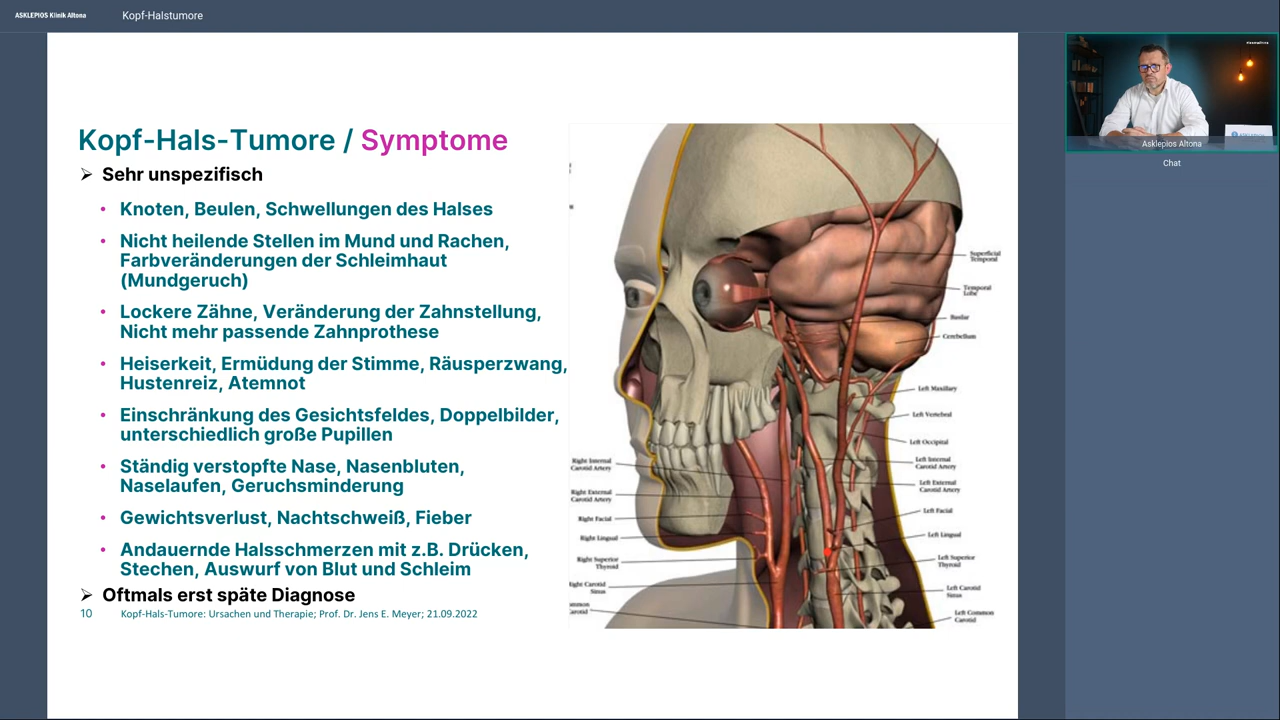 ASKLEPIOS Klinik Altona
Kopf-Halstumore
Kopf-Hals-Tumore / Symptome
Sehr unspezifisch
Knoten, Beulen, Schwellungen des Halses
Nicht heilende Stellen im Mund und Rachen,
Farbveränderungen der Schleimhaut
(Mundgeruch)
Lockere Zähne, Veränderung der Zahnstellung,
Nicht mehr passende Zahnprothese
Heiserkeit, Ermüdung der Stimme, Räusperzwang,
Hustenreiz, Atemnot
Einschränkung des Gesichtsfeldes, Doppelbilder,
unterschiedlich große Pupillen
Ständig verstopfte Nase, Nasenbluten,
Naselaufen, Geruchsminderung
Gewichtsverlust, Nachtschweiß, Fieber
Andauernde Halsschmerzen mit z.B. Drücken,
Stechen, Auswurf von Blut und Schleim
Oftmals erst späte Diagnose
10 Kopf-Hals-Tumore: Ursachen und Therapie; Prof. Dr. Jens E. Meyer; 21.09.2022
Right Internal
Carotid Artery
Right External
Carotid Artery
Right Facial
Right Lingual
Right Superior
Thyroid
ight Carotid
Sinus
ommon
arotid
Superficial
Temporal
Temporal
Lobe
Basilar
Cerebellum
Left Maxillary
Left Vertebral
Left Occipital
Left Internal
Carotid Artery
Left External
Carotid Artery
Left Facial
Left Lingual
Left Superior
Thyroid
Left Carotid
Sinus
Left Common
Carotid
Asklepios Altona
Chat